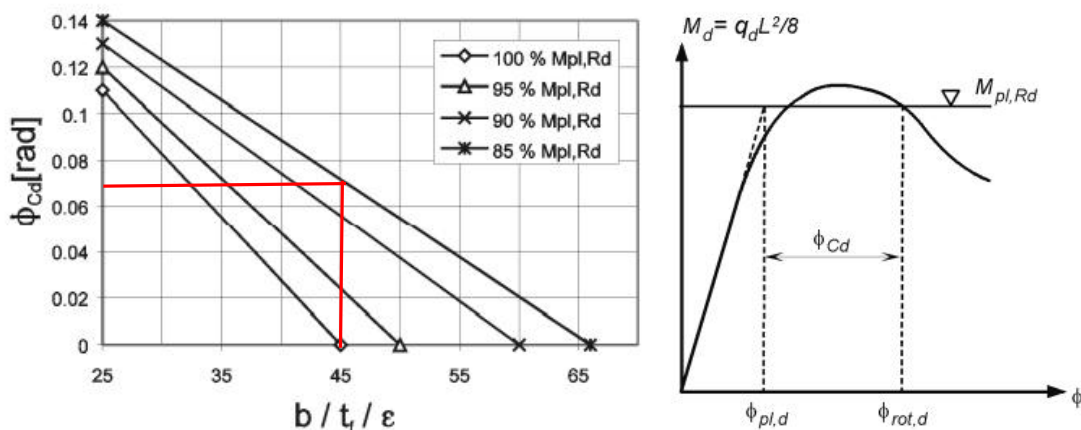 0.14
0.12
0.1
0.08
0.06
0.04
0.02
0
ϕCd[rad]
25
35
45
55
65
b / tf / ε
100 % Mpl,Rd
95 % Mpl,Rd
90 % Mpl,Rd
85 % Mpl,Rd
Md = qdL²/8
Mpl,Rd
ϕCd
ϕpl,d
ϕrot,d
ϕ